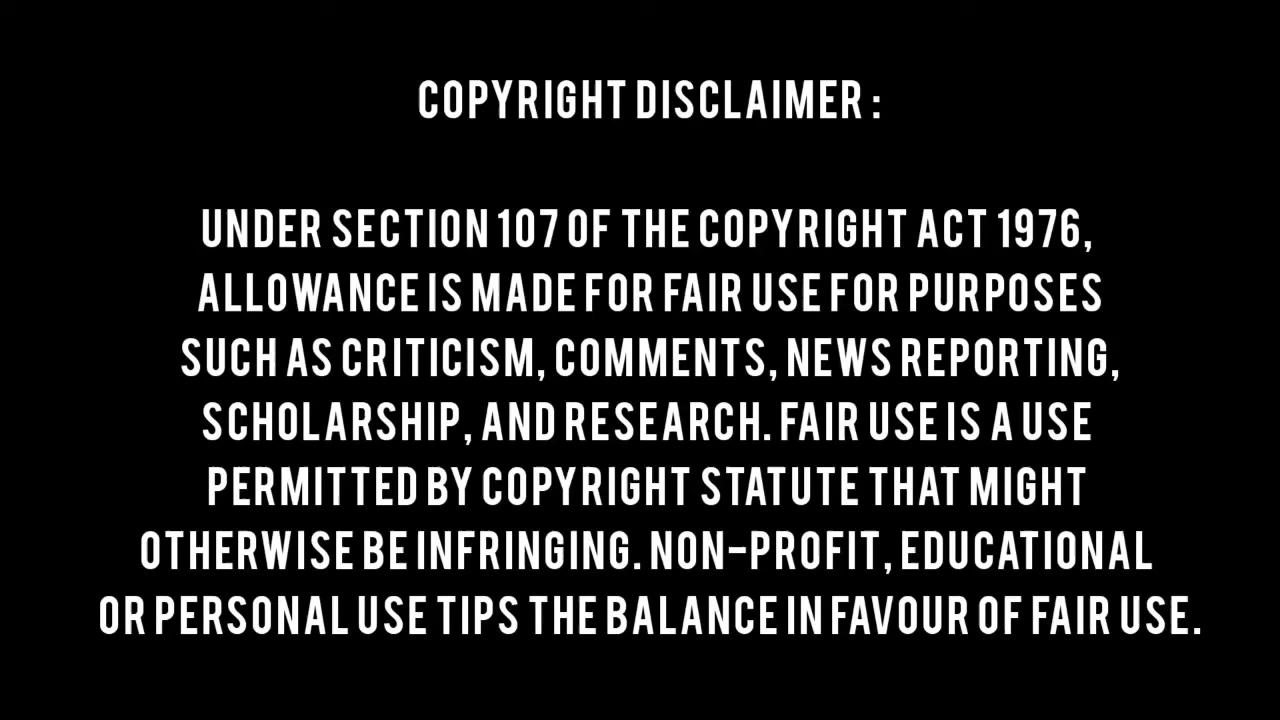 COPYRIGHT DISCLAIMER :
UNDER SECTION 107 OF THE COPYRIGHT ACT 1976,
ALLOWANCE IS MADE FOR FAIR USE FOR PURPOSES
SUCH AS CRITICISM, COMMENTS, NEWS REPORTING,
SCHOLARSHIP, AND RESEARCH. FAIR USE IS A USE
PERMITTED BY COPYRIGHT STATUTE THAT MIGHT
OTHERWISE BE INFRINGING. NON-PROFIT, EDUCATIONAL
OR PERSONAL USE TIPS THE BALANCE IN FAVOUR OF FAIR USE.